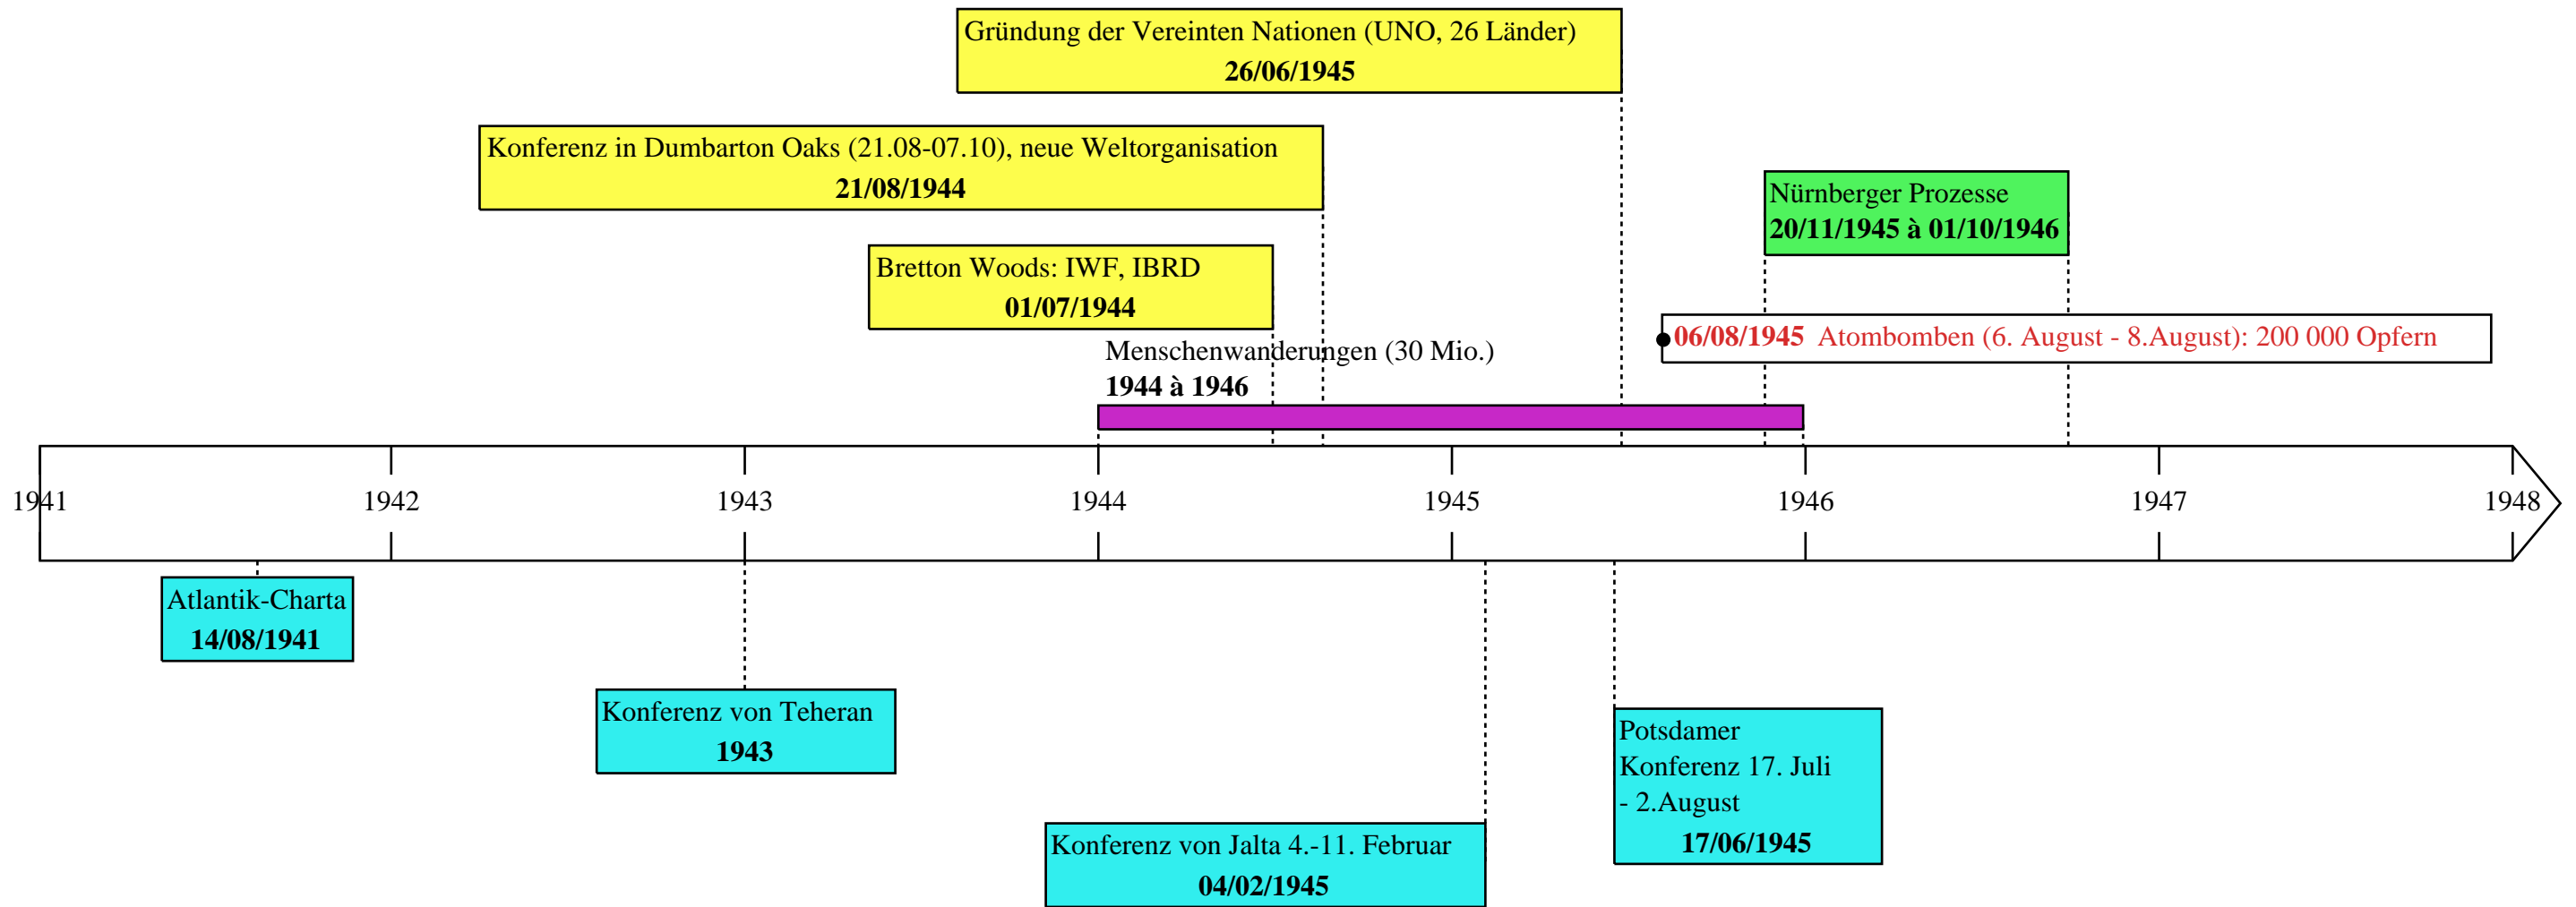 Gründung der Vereinten Nationen (UNO, 26 Länder)
26/06/1945
Konferenz in Dumbarton Oaks (21.08-07.10), neue Weltorganisation
21/08/1944
Nürnberger Prozesse
20/11/1945 à 01/10/1946
Bretton Woods: IWF, IBRD
01/07/1944
06/08/1945 Atombomben (6. August - 8.August): 200 000 Opfern
Menschenwanderungen (30 Mio.)
1944 à 1946
1941 1942 1943 1944 1945 1946 1947 1948
Atlantik-Charta
14/08/1941
Konferenz von Teheran
1943
Potsdamer
Konferenz 17. Juli
- 2.August
17/06/1945
Konferenz von Jalta 4.-11. Februar
04/02/1945